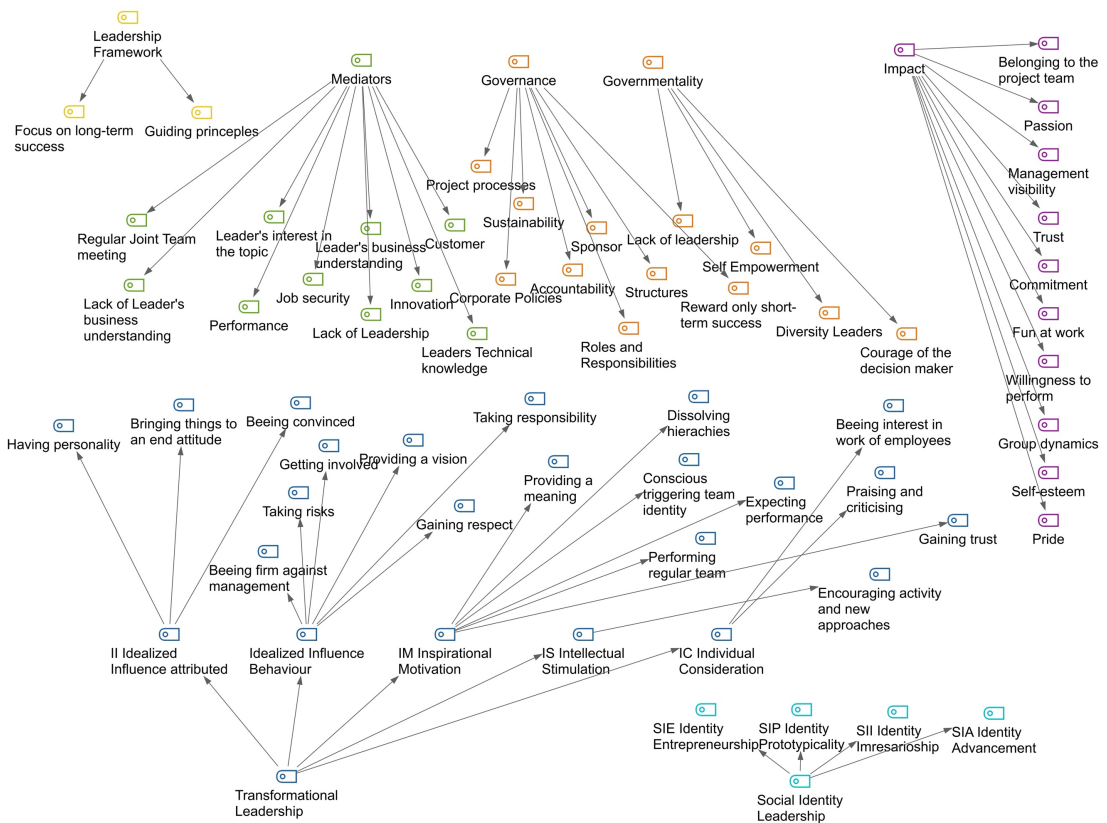 Leadership
Framework
Focus on long-term
success
Guiding princeples
Mediators
Regular Joint Team
meeting
Lack of Leader's
business
understanding
Leader's interest in
the topic
Performance
Job security
Leader's business
understanding
Lack of Leadership
Innovation
Customer
Leaders Technical
knowledge
Governance
Project processes
Sustainability
Corporate Policies
Sponsor
Accountability
Structures
Roles and
Responsibilities
Reward only short-
term success
Governmentality
Lack of leadership
Self Empowerment
Diversity Leaders
Courage of the
decision maker
Impact
Belonging to the
project team
Passion
Management
visibility
Trust
Commitment
Fun at work
Willingness to
perform
Group dynamics
Self-esteem
Pride
Having personality
Bringing things to
an end attitude
Beeing convinced
Getting involved
Providing a vision
Taking risks
Taking responsibility
Gaining respect
Beeing firm against
management
Providing a
meaning
Dissolving
hierachies
Conscious
triggering team
identity
Expecting
performance
Performing
regular team
Beeing interest in
work of employees
Praising and
criticising
Gaining trust
Encouraging activity
and new
approaches
II Idealized
Influence attributed
Idealized Influence
Behaviour
IM Inspirational
Motivation
IS Intellectual
Stimulation
IC Individual
Consideration
Transformational
Leadership
SIE Identity
Entrepreneurship
SIP Identity
Prototypicality
SII Identity
Imresarioship
SIA Identity
Advancement
Social Identity
Leadership